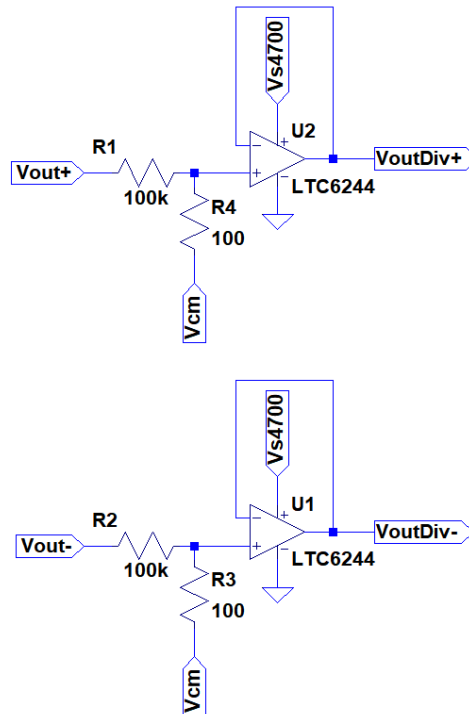 Vs4700
U2
R1
Vout+
VoutDiv+
−
+
+
−
LTC6244
100k
R4
100
Vcm
Vs4700
U1
R2
Vout-
VoutDiv-
−
+
+
−
LTC6244
100k
R3
100
Vcm